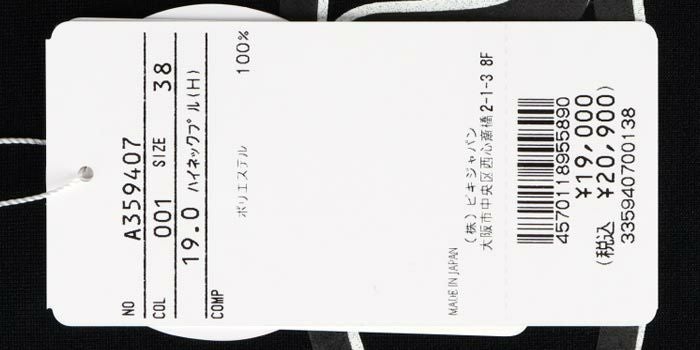 NO A359407
COL 001 SIZE 38
19.0 ハイネックプル(H)
COMP
ポリエステル 100%
MADE IN JAPAN
(株)ピキジャパン
大阪市中央区西心斎橋2-1-3 8F
4570118955890
¥19,000
(税込 ¥20,900)
335940700138